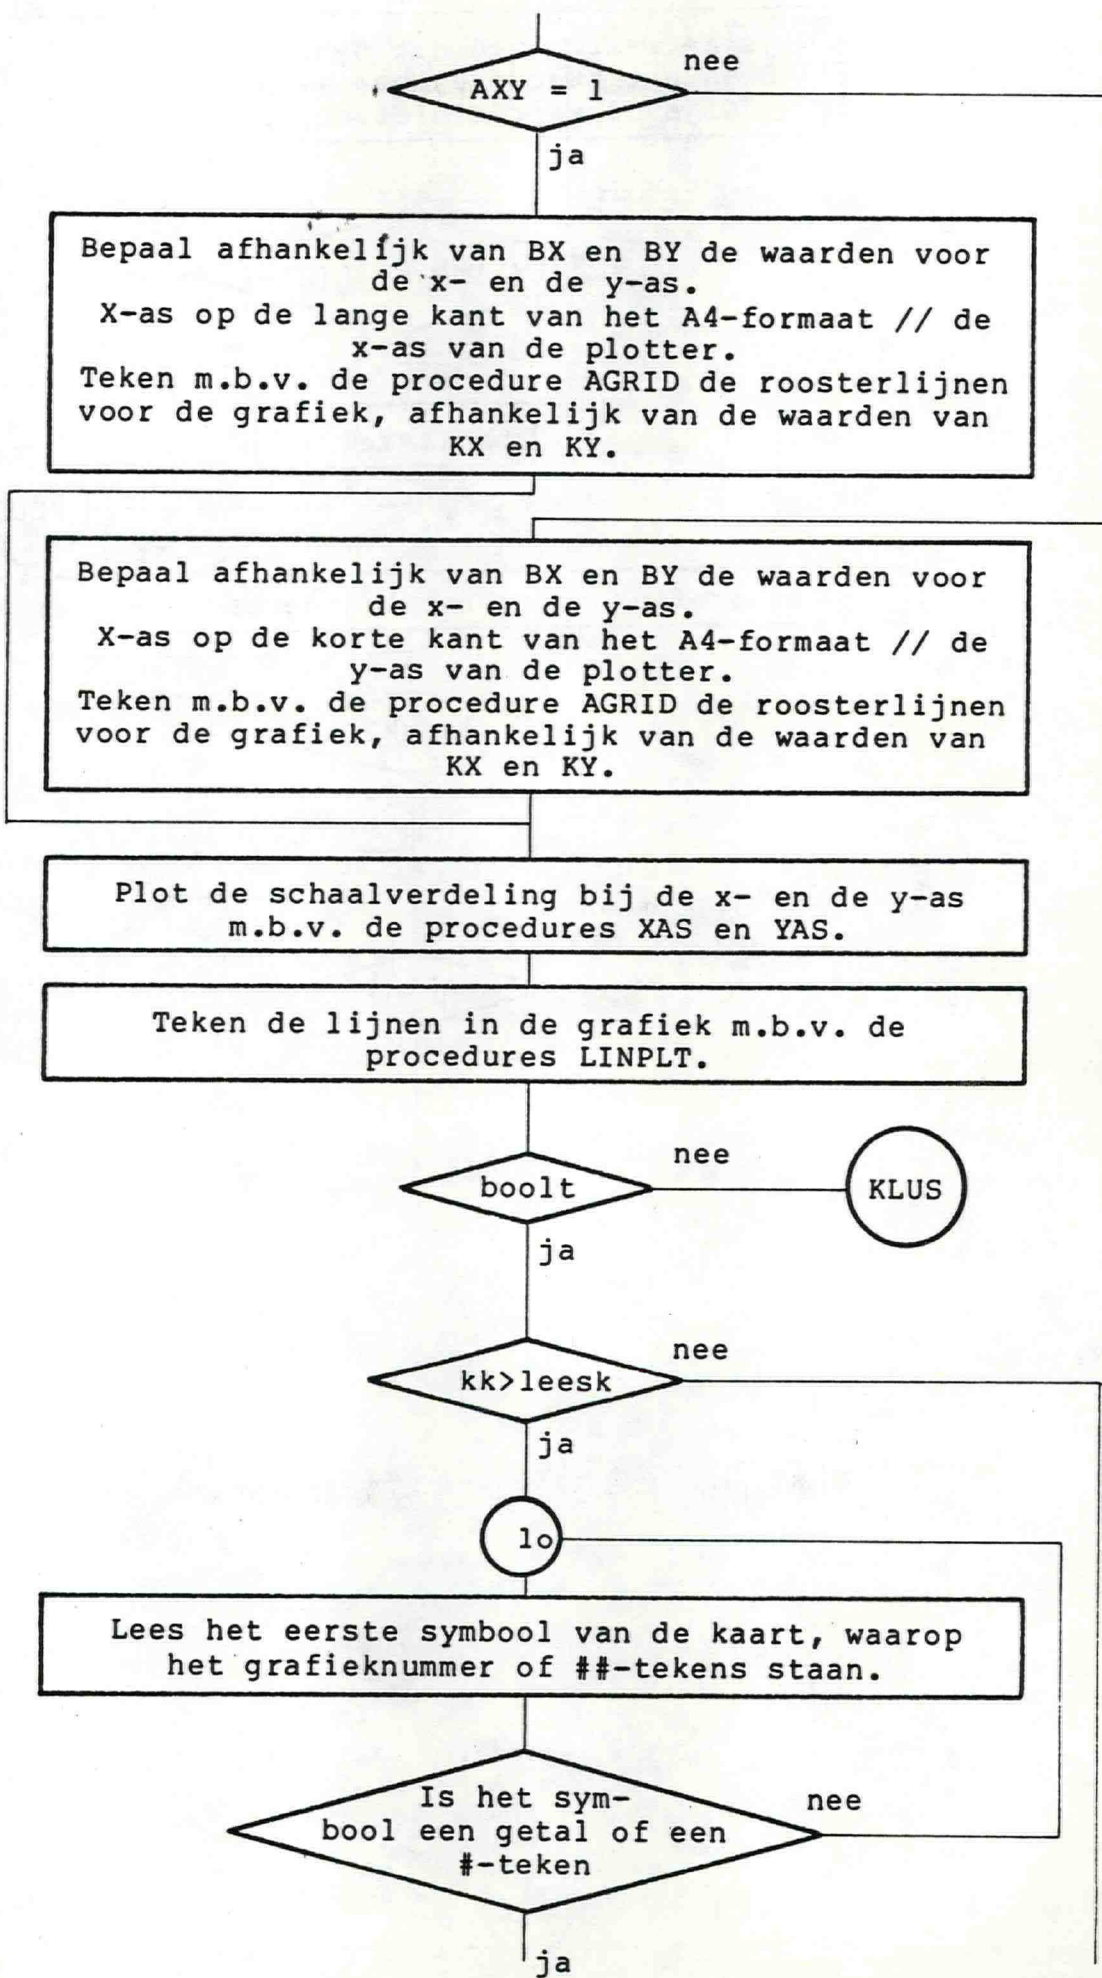 nee
AXY = 1
ja
Bepaal afhankelijk van BX en BY de waarden voor
de x- en de y-as.
X-as op de lange kant van het A4-formaat // de
x-as van de plotter.
Teken m.b.v. de procedure AGRID de roosterlijnen
voor de grafiek, afhankelijk van de waarden van
KX en KY.
Bepaal afhankelijk van BX en BY de waarden voor
de x- en de y-as.
X-as op de korte kant van het A4-formaat // de
y-as van de plotter.
Teken m.b.v. de procedure AGRID de roosterlijnen
voor de grafiek, afhankelijk van de waarden van
KX en KY.
Plot de schaalverdeling bij de x- en de y-as
m.b.v. de procedures XAS en YAS.
Teken de lijnen in de grafiek m.b.v. de
procedures LINPLT.
nee
boolt
KLUS
ja
nee
kk>leesk
ja
lo
Lees het eerste symbool van de kaart, waarop
het grafieknummer of ##-tekens staan.
Is het sym-
nee
bool een getal of een
#-teken
ja